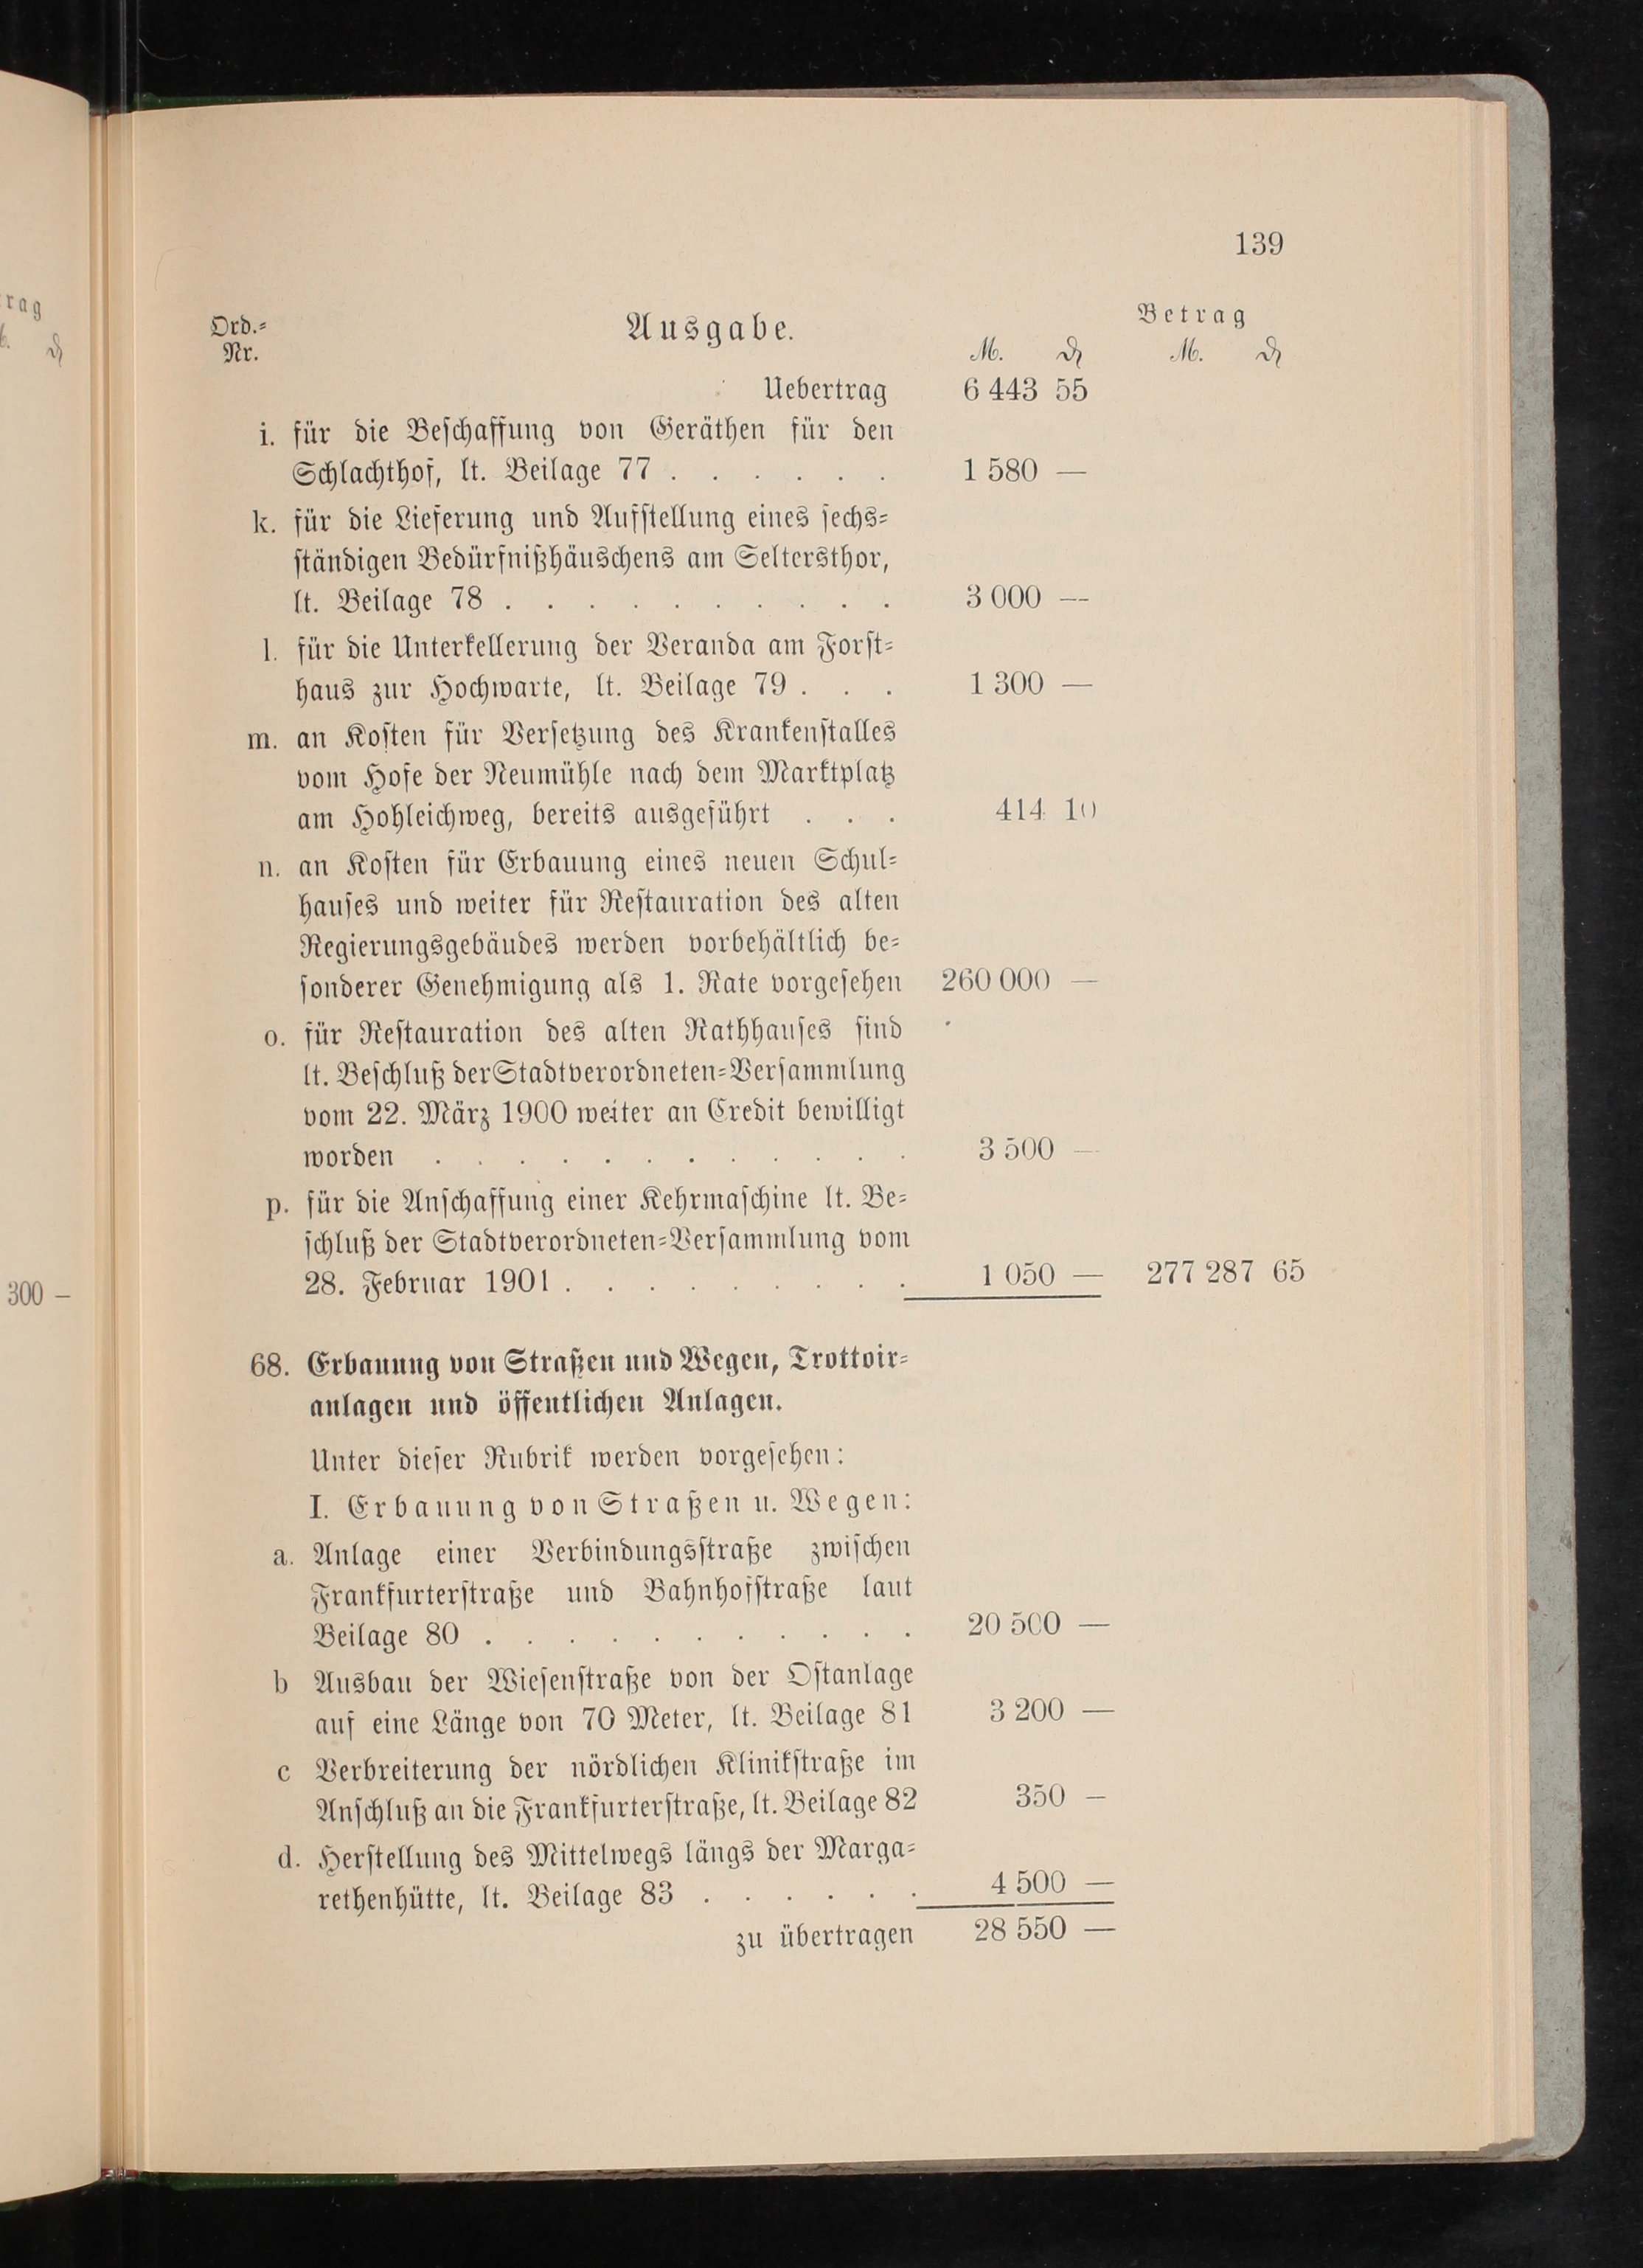 139
Ord.-
Nr.
Ausgabe.
Betrag
M. ₰ M. ₰
Uebertrag 6 443 55
i. für die Beschaffung von Geräthen für den
Schlachthof, lt. Beilage 77 . . . . . . 1 580 —
k. für die Lieferung und Aufstellung eines sechs-
ständigen Bedürfnißhäuschens am Seltersthor,
lt. Beilage 78 . . . . . . . . . . 3 000 —
l. für die Unterkellerung der Veranda am Forst-
haus zur Hochwarte, lt. Beilage 79 . . . 1 300 —
m. an Kosten für Versetzung des Krankenstalles
vom Hofe der Neumühle nach dem Marktplatz
am Hohleichweg, bereits ausgeführt . . . 414 10
n. an Kosten für Erbauung eines neuen Schul-
hauses und weiter für Restauration des alten
Regierungsgebäudes werden vorbehältlich be-
sonderer Genehmigung als 1. Rate vorgesehen 260 000 —
o. für Restauration des alten Rathhauses sind
lt. Beschluß der Stadtverordneten-Versammlung
vom 22. März 1900 weiter an Credit bewilligt
worden . . . . . . . . . . . . 3 500 —
p. für die Anschaffung einer Kehrmaschine lt. Be-
schluß der Stadtverordneten-Versammlung vom
28. Februar 1901 . . . . . . . . . 1 050 — 277 287 65
68. Erbauung von Straßen und Wegen, Trottoir-
anlagen und öffentlichen Anlagen.
Unter dieser Rubrik werden vorgesehen:
I. Erbauung von Straßen u. Wegen:
a. Anlage einer Verbindungsstraße zwischen
Frankfurterstraße und Bahnhofstraße laut
Beilage 80 . . . . . . . . . . . 20 500 —
b Ausbau der Wiesenstraße von der Ostanlage
auf eine Länge von 70 Meter, lt. Beilage 81 3 200 —
c Verbreiterung der nördlichen Klinikstraße im
Anschluß an die Frankfurterstraße, lt. Beilage 82 350 —
d. Herstellung des Mittelwegs längs der Marga-
rethenhütte, lt. Beilage 83 . . . . . . 4 500 —
zu übertragen 28 550 —
rag
₰
300 —